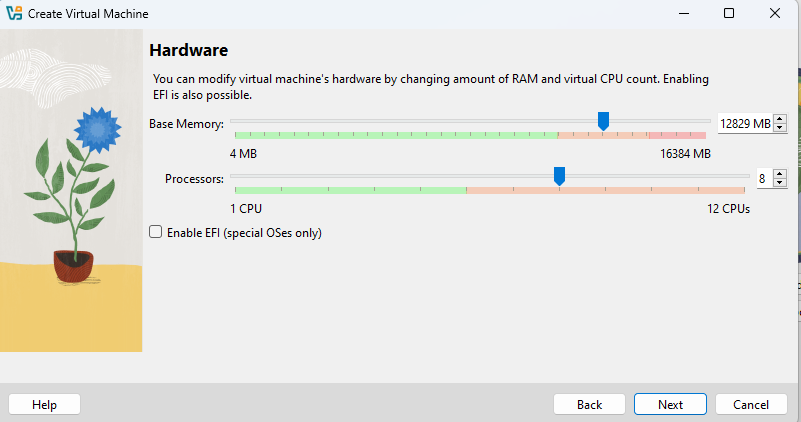 Create Virtual Machine
Hardware
You can modify virtual machine's hardware by changing amount of RAM and virtual CPU count. Enabling
EFI is also possible.
Base Memory:
12829 MB
4 MB
16384 MB
Processors:
8
1 CPU
12 CPUs
Enable EFI (special OSes only)
Help
Back
Next
Cancel